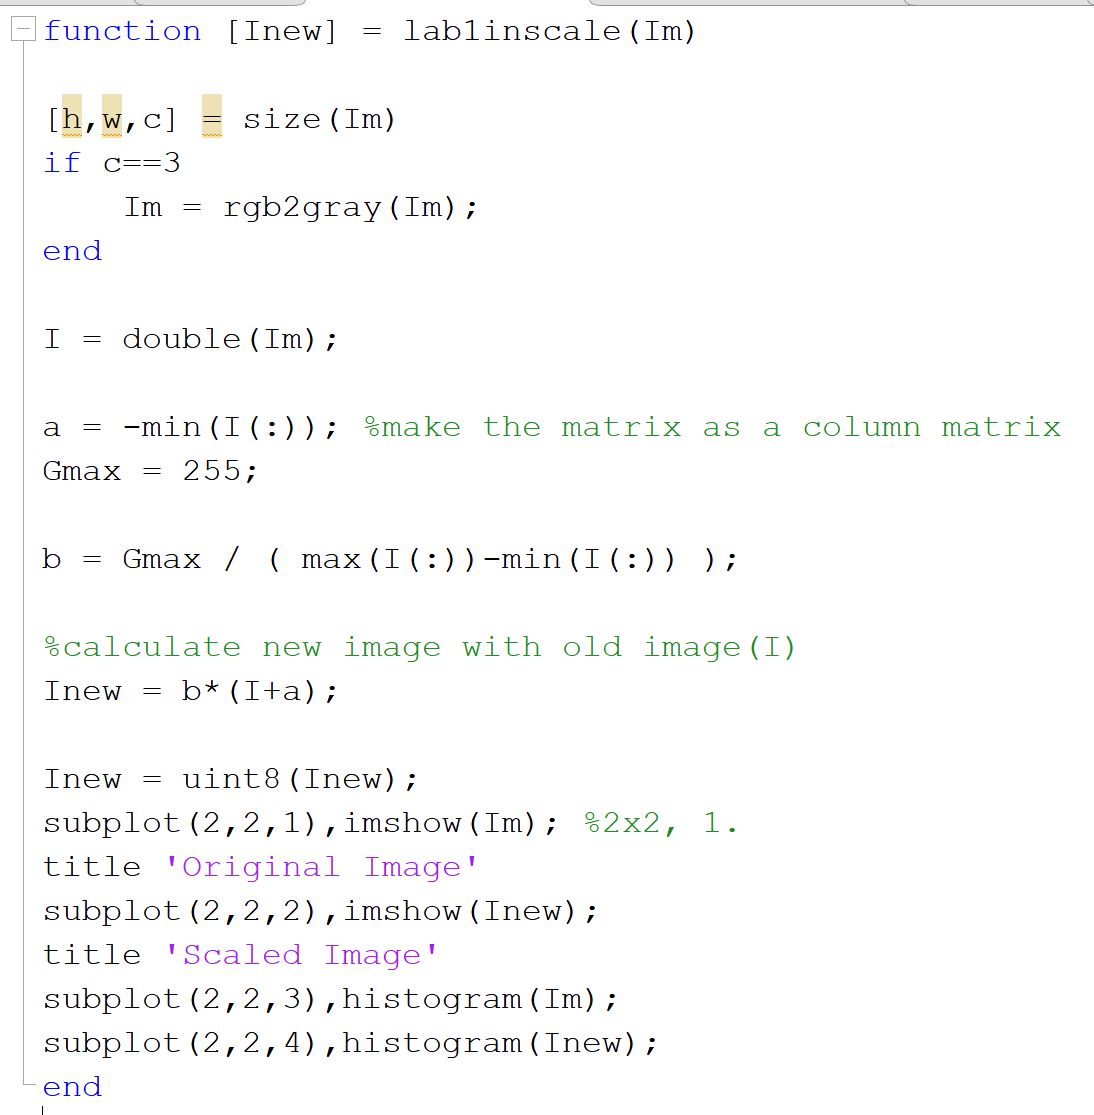 function [Inew] = lab1inscale(Im)
[h,w,c] = size(Im)
if c==3
Im = rgb2gray(Im);
end
I = double(Im);
a = -min(I(:)); %make the matrix as a column matrix
Gmax = 255;
b = Gmax / ( max(I(:))-min(I(:)) );
%calculate new image with old image(I)
Inew = b*(I+a);
Inew = uint8(Inew);
subplot(2,2,1),imshow(Im); %2x2, 1.
title 'Original Image'
subplot(2,2,2),imshow(Inew);
title 'Scaled Image'
subplot(2,2,3),histogram(Im);
subplot(2,2,4),histogram(Inew);
end